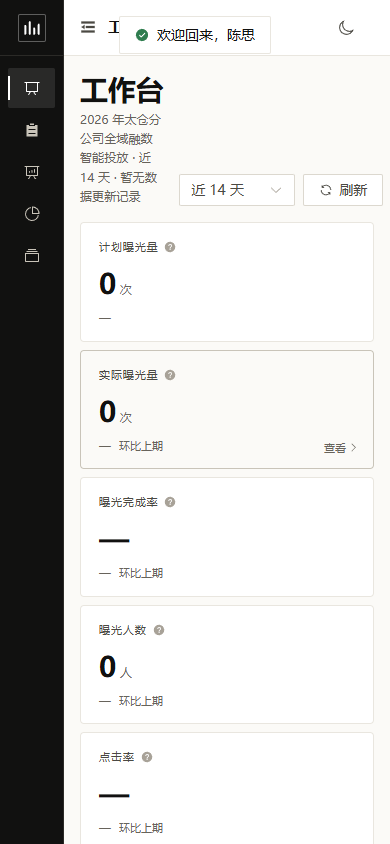 工
欢迎回来，陈思
工作台
2026 年太仓分
公司全域融数
智能投放 · 近
14 天 · 暂无数
据更新记录
近 14 天
刷新
计划曝光量
0 次
—
实际曝光量
0 次
— 环比上期
查看
曝光完成率
—
— 环比上期
曝光人数
0 人
— 环比上期
点击率
—
— 环比上期